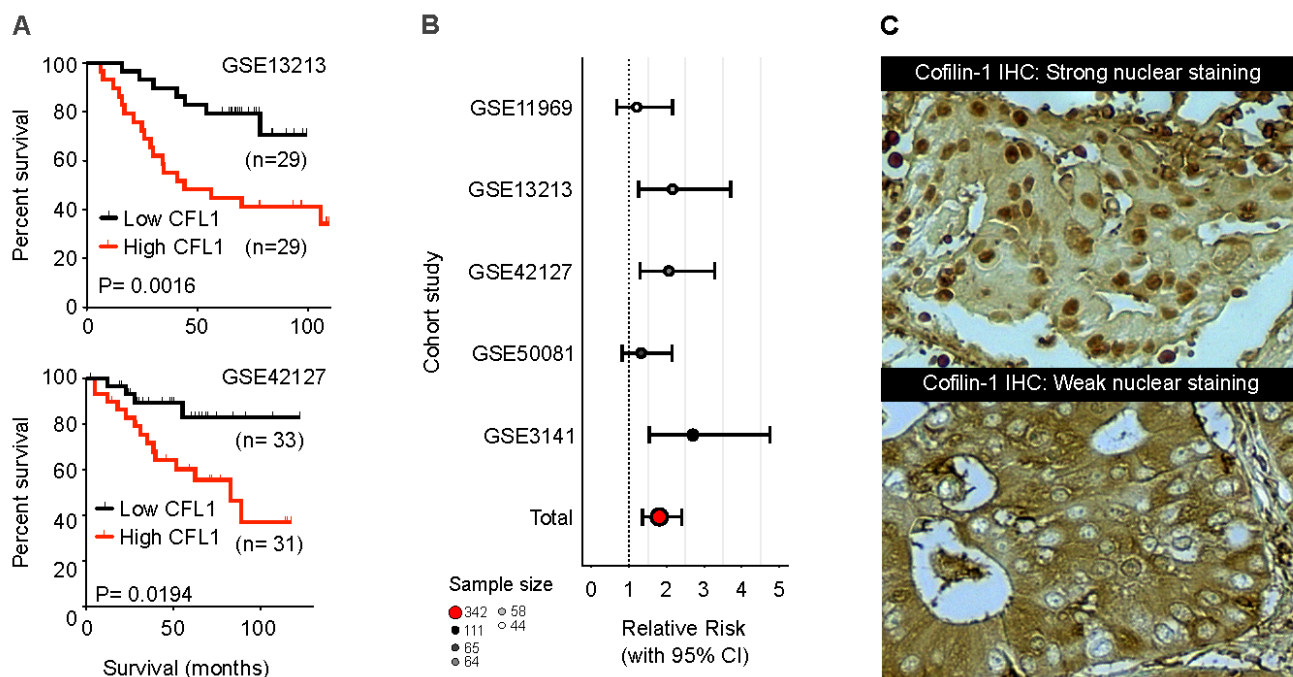 A
GSE13213
Percent survival
100
80
60
40
20
0
(n=29)
Low CFL1
High CFL1
(n=29)
P= 0.0016
0 50 100
GSE42127
Percent survival
100
80
60
40
20
0
(n= 33)
Low CFL1
High CFL1
(n= 31)
P= 0.0194
0 100
Survival (months)
B
Cohort study
GSE11969
GSE13213
GSE42127
GSE50081
GSE3141
Total
0 1 2 3 4 5
Relative Risk
(with 95% CI)
Sample size
342
111
65
64
58
44
C
Cofilin-1 IHC: Strong nuclear staining
Cofilin-1 IHC: Weak nuclear staining